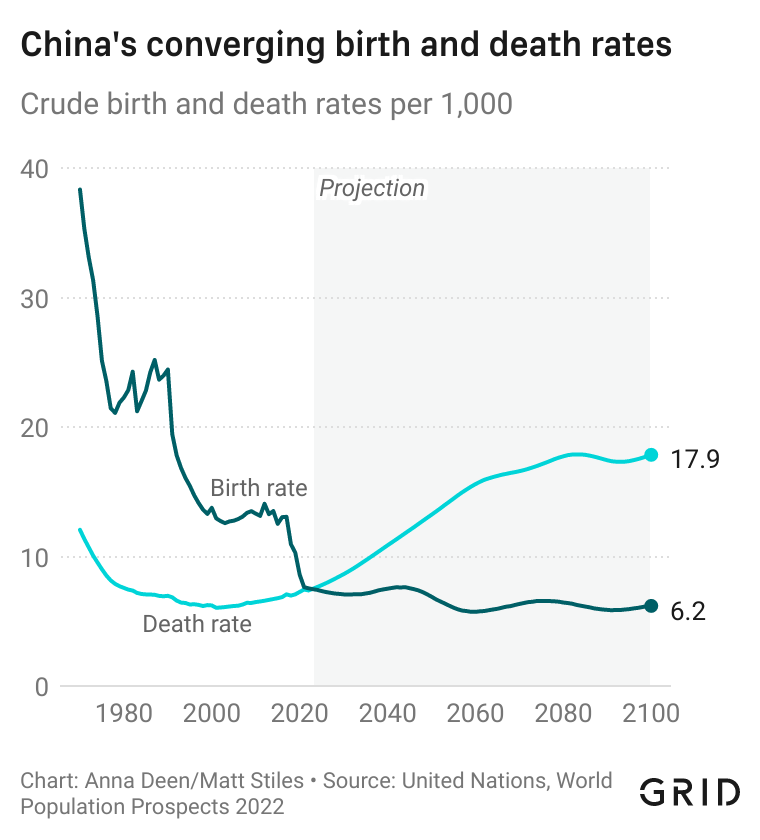 China's converging birth and death rates
Crude birth and death rates per 1,000
40
Projection
30
20
17.9
Birth rate
10
Death rate
6.2
0
1980 2000 2020 2040 2060 2080 2100
Chart: Anna Deen/Matt Stiles • Source: United Nations, World
Population Prospects 2022
GRID